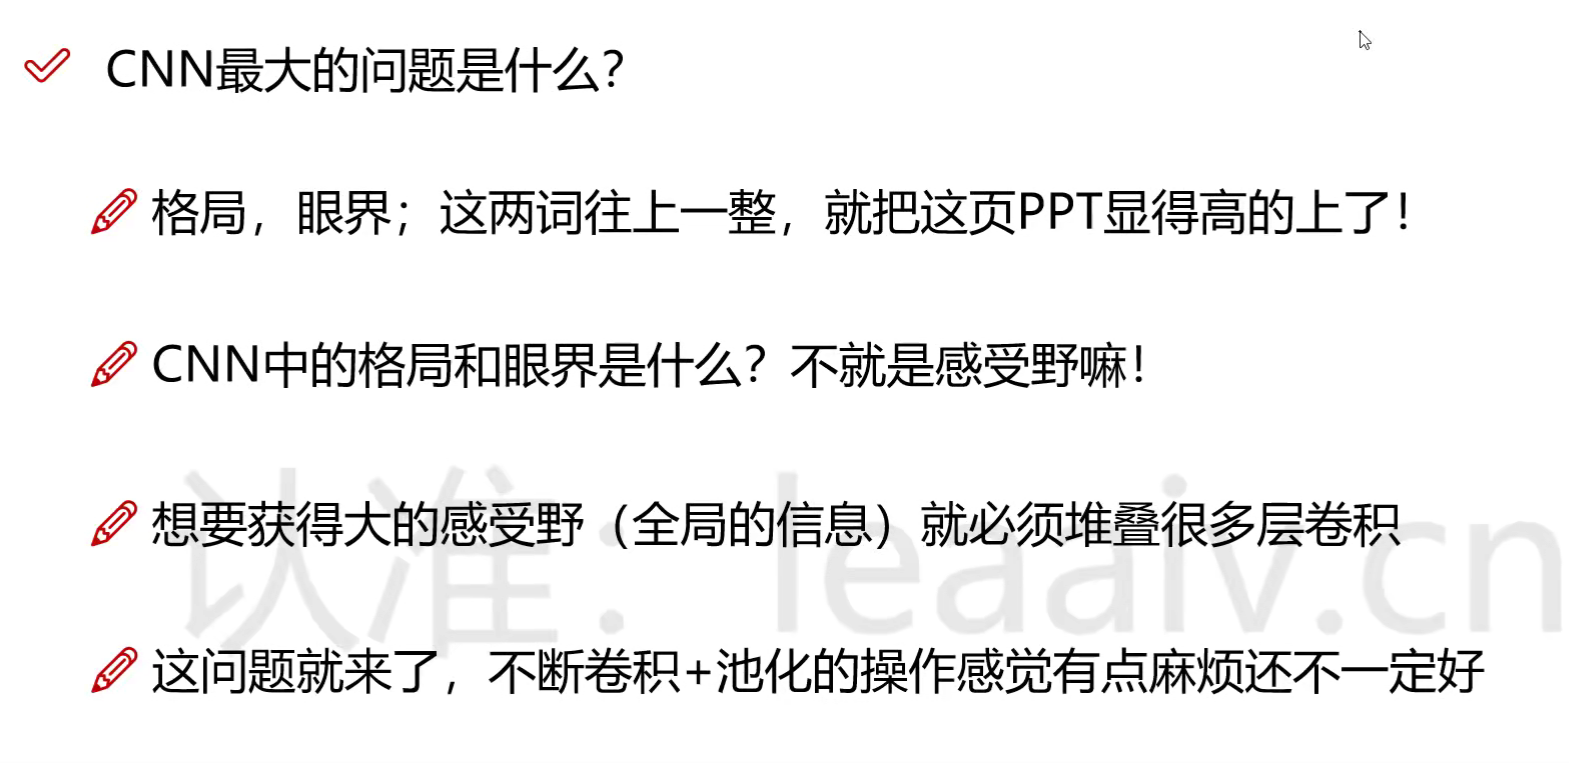 CNN最大的问题是什么？
格局，眼界；这两词往上一整，就把这页PPT显得高的上了！
CNN中的格局和眼界是什么？不就是感受野嘛！
想要获得大的感受野（全局的信息）就必须堆叠很多层卷积
认准：leaaiv.cn
这问题就来了，不断卷积+池化的操作感觉有点麻烦还不一定好